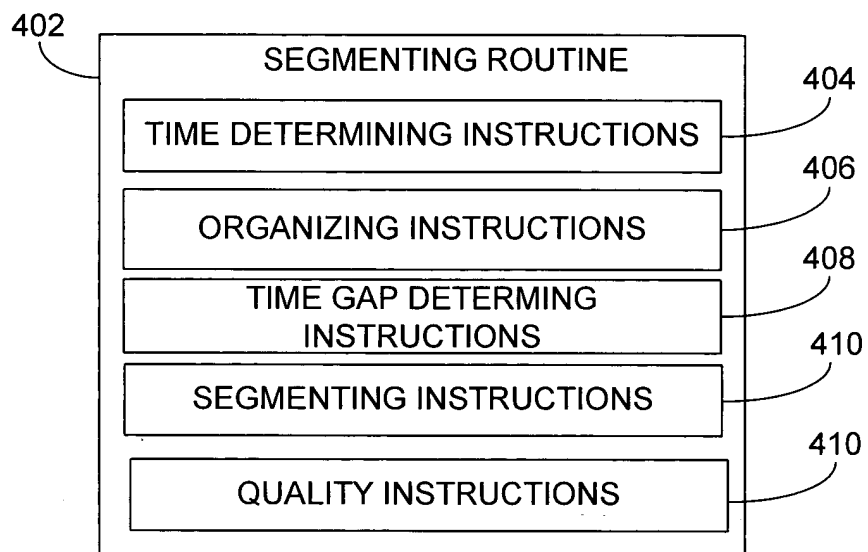 402
SEGMENTING ROUTINE
404
TIME DETERMINING INSTRUCTIONS
406
ORGANIZING INSTRUCTIONS
408
TIME GAP DETERMING
INSTRUCTIONS
410
SEGMENTING INSTRUCTIONS
410
QUALITY INSTRUCTIONS